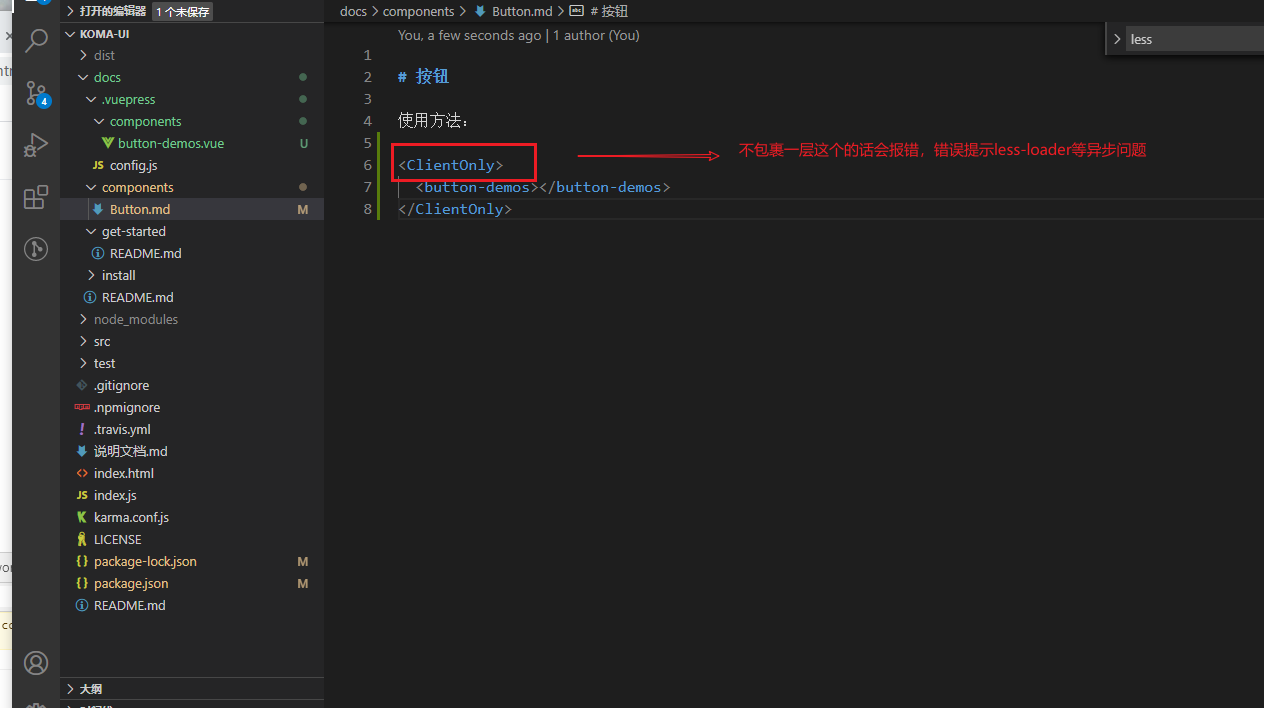 打开的编辑器 1 个未保存
KOMA-UI
dist
docs
.vuepress
components
button-demos.vue U
JS config.js
components
Button.md M
get-started
README.md
install
README.md
node_modules
src
test
.gitignore
.npmignore
.travis.yml
说明文档.md
index.html
JS index.js
karma.conf.js
LICENSE
package-lock.json M
package.json M
README.md
大纲
4
docs > components > Button.md > # 按钮
You, a few seconds ago | 1 author (You)
less
1
2 # 按钮
3
4 使用方法：
5
6 <ClientOnly>
7 <button-demos></button-demos>
8 </ClientOnly>
不包裹一层这个的话会报错，错误提示less-loader等异步问题